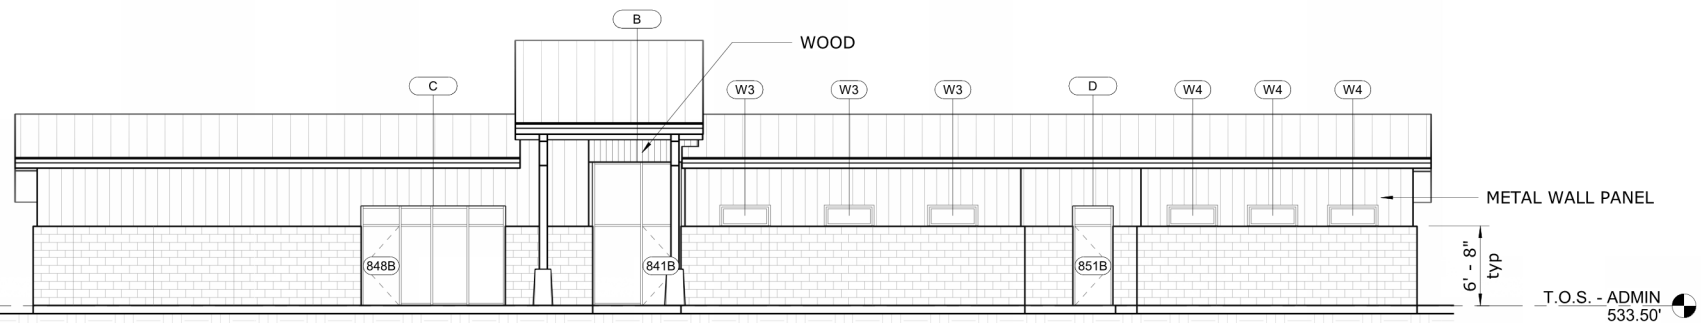 B
WOOD
C
W3
W3
W3
D
W4
W4
W4
METAL WALL PANEL
848B
841B
851B
6' - 8"
typ
T.O.S. - ADMIN
533.50'